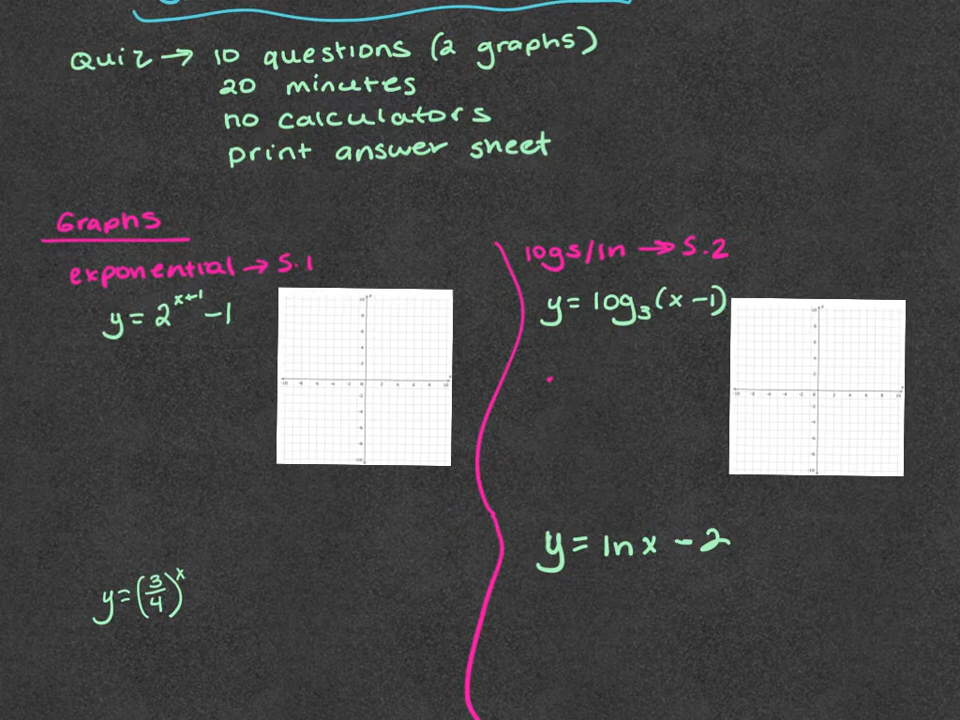 Quiz → 10 questions (2 graphs)
20 minutes
no calculators
print answer sheet
Graphs
exponential → 5.1
y = 2^{x+1} - 1
y = (3/4)^x
logs/ln → 5.2
y = log₃(x - 1)
y = ln x - 2